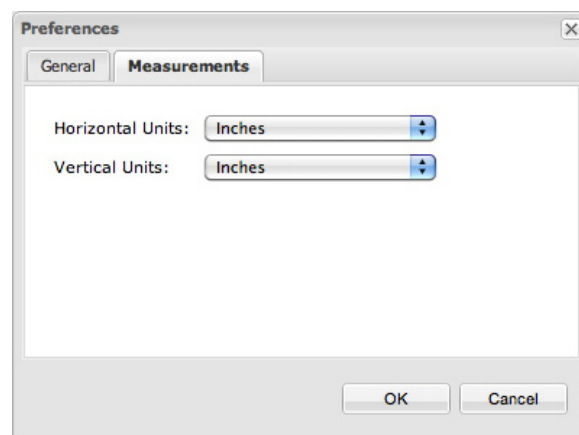 Preferences
General Measurements
Horizontal Units: Inches
Vertical Units: Inches
OK Cancel